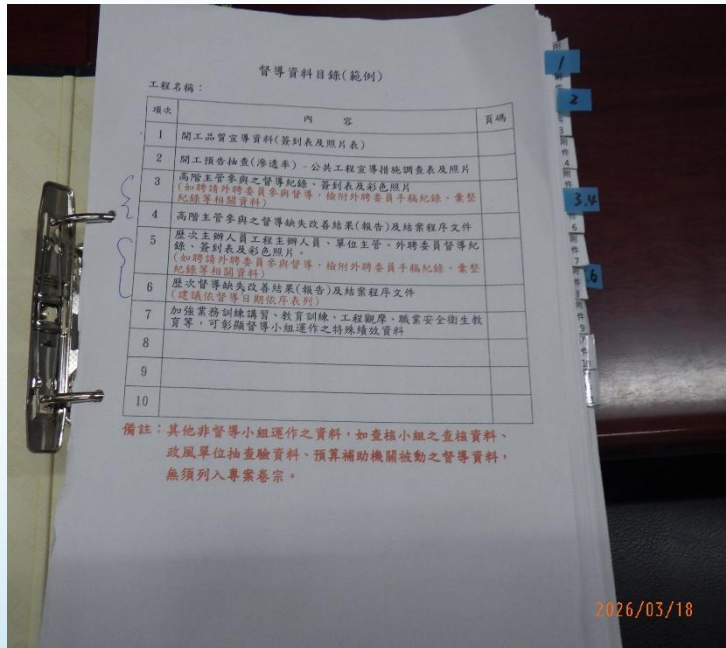 督導資料目錄(範例)
工程名稱：
項次 內容 頁碼
1 開工品質宣導資料(簽到表及照片表)
2 開工預告抽查(滲透率)-公共工程宣導措施調查表及照片
3 高階主管參與之督導紀錄、簽到表及彩色照片
(如聘請外聘委員參與督導，檢附外聘委員手稿紀錄、彙整
紀錄等相關資料)
4 高階主管參與之督導缺失改善結果(報告)及結案程序文件
5 歷次主辦人員工程主辦人員、單位主管、外聘委員督導紀
錄、簽到表及彩色照片。
(如聘請外聘委員參與督導，檢附外聘委員手稿紀錄、彙整
紀錄等相關資料)
6 歷次督導缺失改善結果(報告)及結案程序文件
(建議依督導日期依序表列)
7 加強業務訓練講習、教育訓練、工程觀摩、職業安全衛生教
育等，可彰顯督導小組運作之特殊績效資料
8
9
10
備註：其他非督導小組運作之資料，如查核小組之查核資料、
政風單位抽查驗資料、預算補助機關被動之督導資料，
無須列入專案卷宗。
1
2
附件4
3.4
6
附件7
.6
2026/03/18